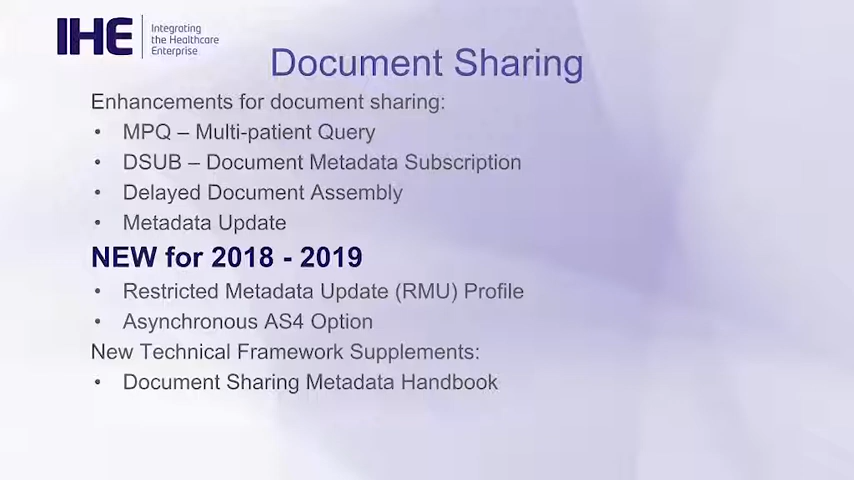 IHE
Integrating
the Healthcare
Enterprise
Document Sharing
Enhancements for document sharing:
• MPQ – Multi-patient Query
• DSUB – Document Metadata Subscription
• Delayed Document Assembly
• Metadata Update
NEW for 2018 - 2019
• Restricted Metadata Update (RMU) Profile
• Asynchronous AS4 Option
New Technical Framework Supplements:
• Document Sharing Metadata Handbook